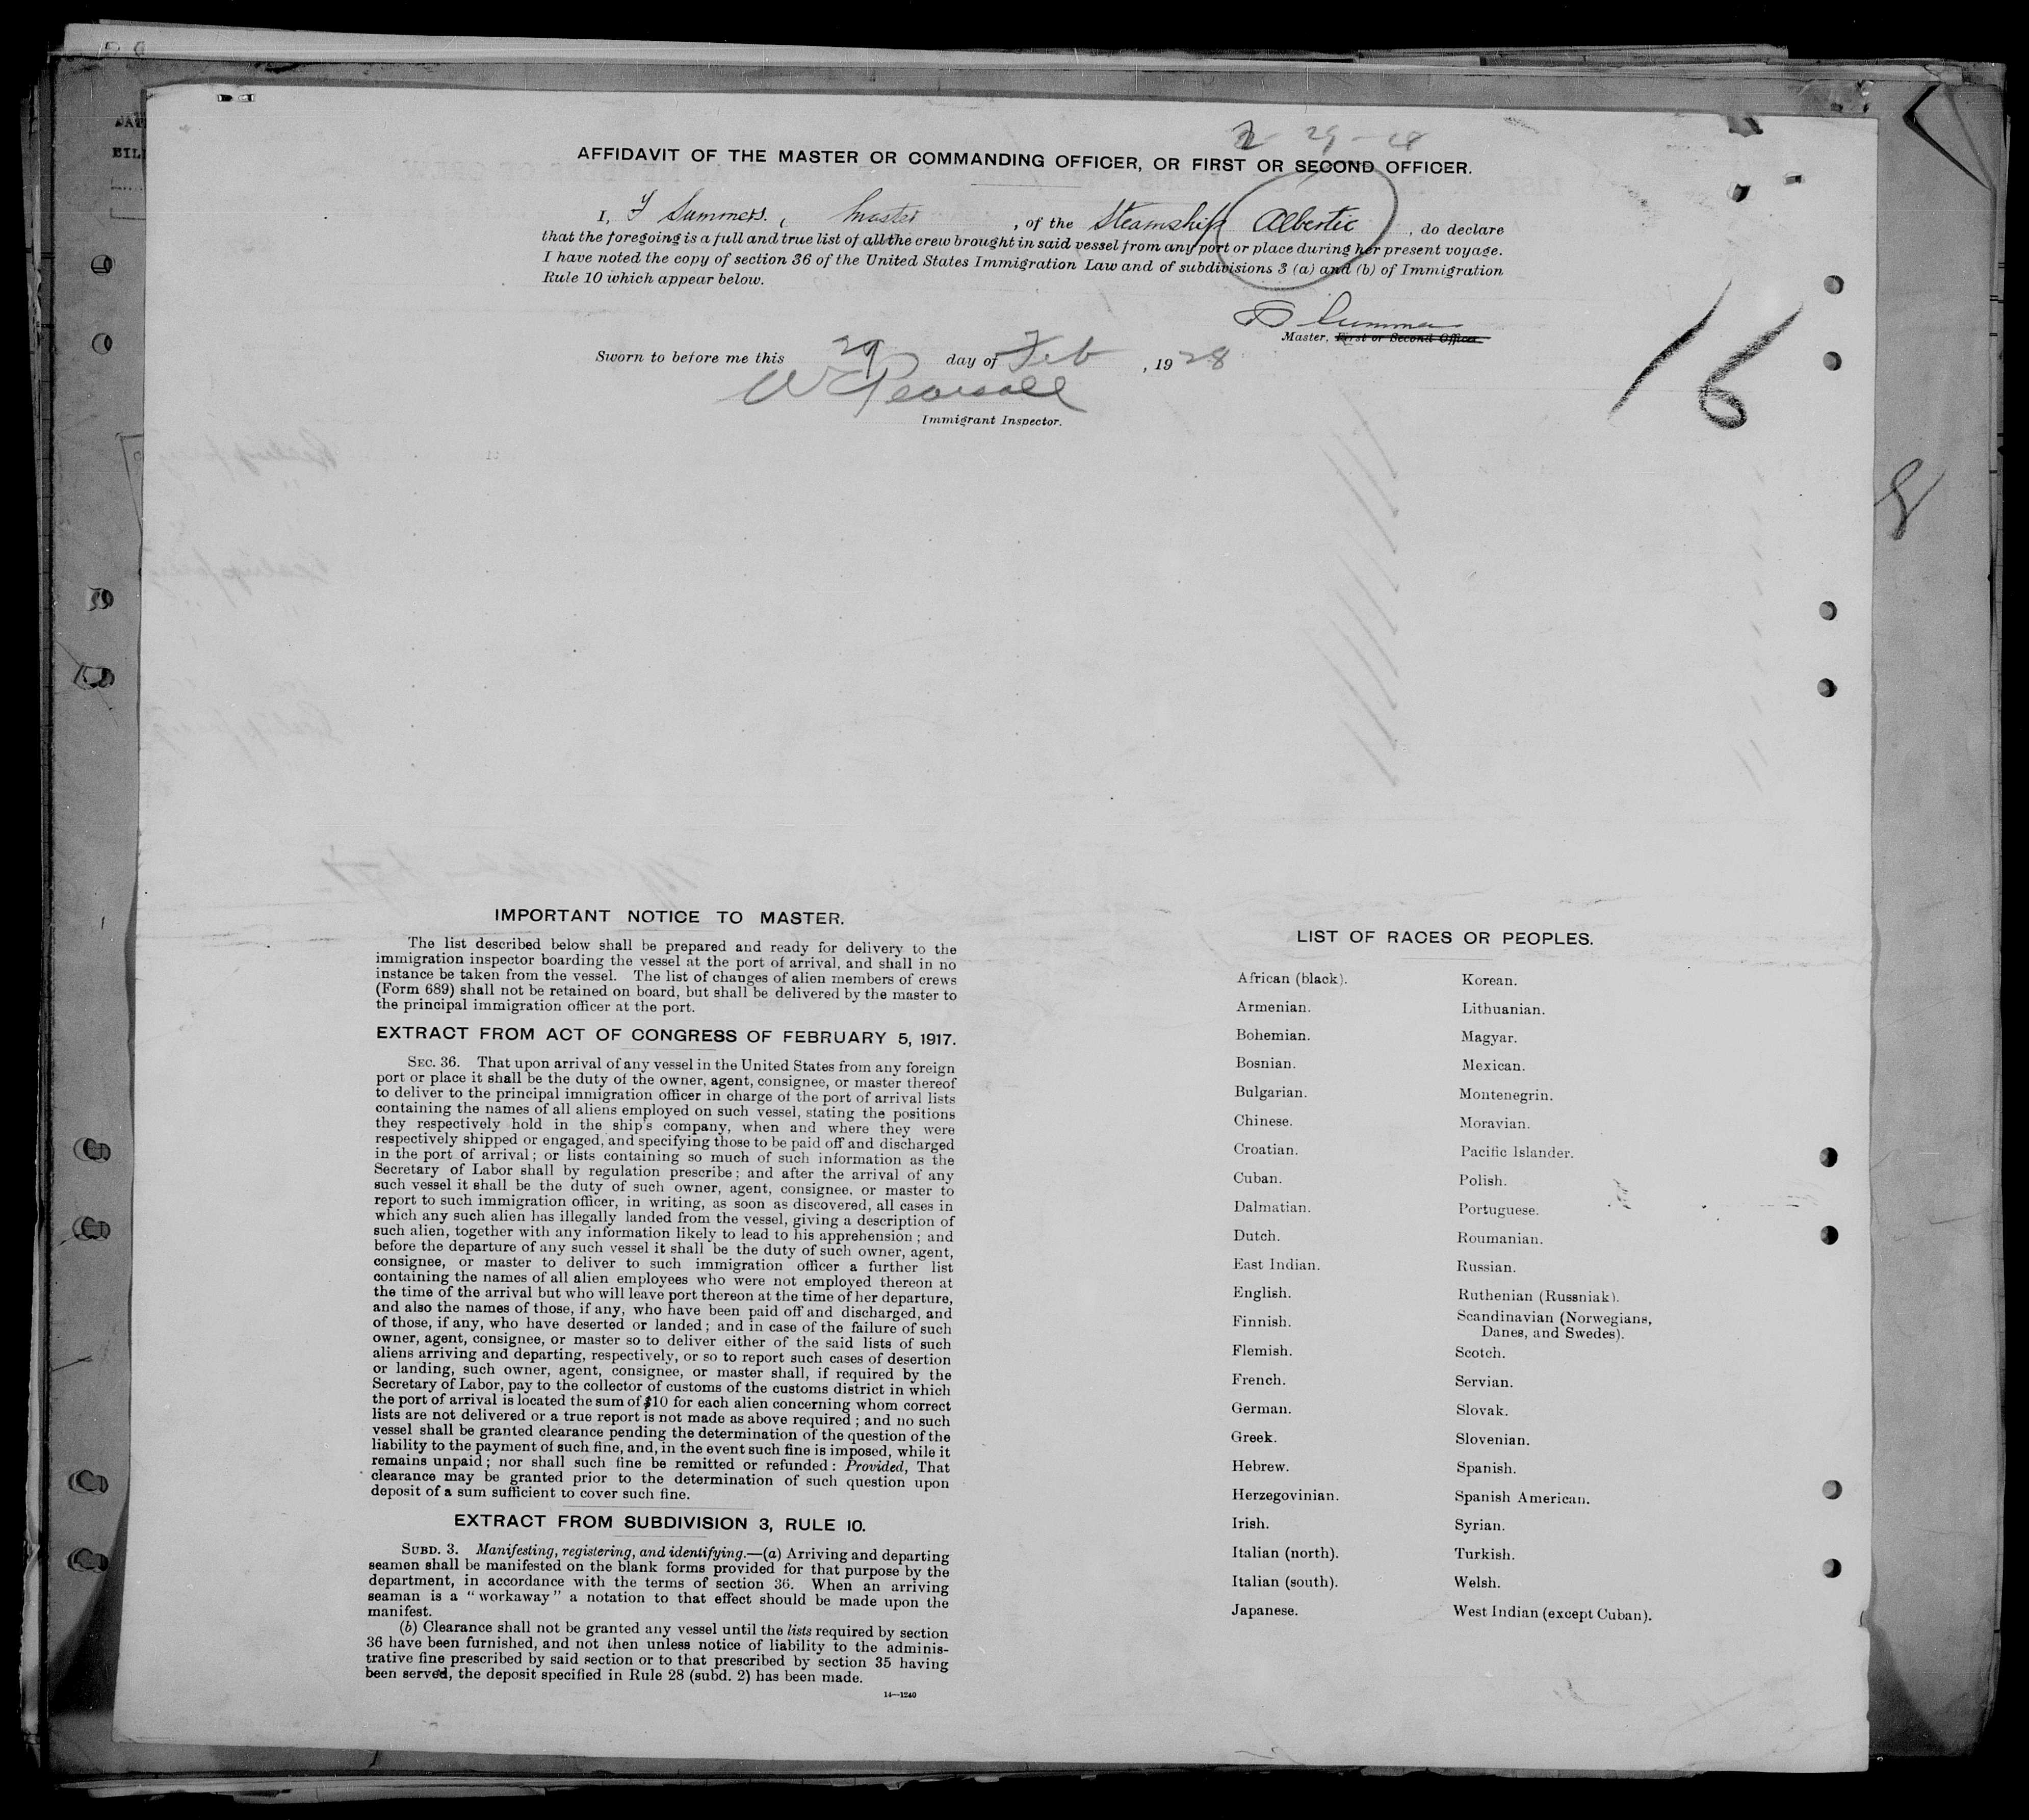 2-29-28
AFFIDAVIT OF THE MASTER OR COMMANDING OFFICER, OR FIRST OR SECOND OFFICER.
I, F Summers, Master, of the Steamship Albertic, do declare
that the foregoing is a full and true list of all the crew brought in said vessel from any port or place during her present voyage.
I have noted the copy of section 36 of the United States Immigration Law and of subdivisions 3 (a) and (b) of Immigration
Rule 10 which appear below.
Summers
Master, First or Second Officer.
16
Sworn to before me this 29 day of Feb, 1928
W Pearsall
Immigrant Inspector.
8
IMPORTANT NOTICE TO MASTER.
The list described below shall be prepared and ready for delivery to the
immigration inspector boarding the vessel at the port of arrival, and shall in no
instance be taken from the vessel. The list of changes of alien members of crews
(Form 689) shall not be retained on board, but shall be delivered by the master to
the principal immigration officer at the port.
EXTRACT FROM ACT OF CONGRESS OF FEBRUARY 5, 1917.
SEC. 36. That upon arrival of any vessel in the United States from any foreign
port or place it shall be the duty of the owner, agent, consignee, or master thereof
to deliver to the principal immigration officer in charge of the port of arrival lists
containing the names of all aliens employed on such vessel, stating the positions
they respectively hold in the ship's company, when and where they were
respectively shipped or engaged, and specifying those to be paid off and discharged
in the port of arrival; or lists containing so much of such information as the
Secretary of Labor shall by regulation prescribe; and after the arrival of any
such vessel it shall be the duty of such owner, agent, consignee, or master to
report to such immigration officer, in writing, as soon as discovered, all cases in
which any such alien has illegally landed from the vessel, giving a description of
such alien, together with any information likely to lead to his apprehension; and
before the departure of any such vessel it shall be the duty of such owner, agent,
consignee, or master to deliver to such immigration officer a further list
containing the names of all alien employees who were not employed thereon at
the time of the arrival but who will leave port thereon at the time of her departure,
and also the names of those, if any, who have been paid off and discharged, and
of those, if any, who have deserted or landed; and in case of the failure of such
owner, agent, consignee, or master so to deliver either of the said lists of such
aliens arriving and departing, respectively, or so to report such cases of desertion
or landing, such owner, agent, consignee, or master shall, if required by the
Secretary of Labor, pay to the collector of customs of the customs district in which
the port of arrival is located the sum of $10 for each alien concerning whom correct
lists are not delivered or a true report is not made as above required; and no such
vessel shall be granted clearance pending the determination of the question of the
liability to the payment of such fine, and, in the event such fine is imposed, while it
remains unpaid; nor shall such fine be remitted or refunded: Provided, That
clearance may be granted prior to the determination of such question upon
deposit of a sum sufficient to cover such fine.
EXTRACT FROM SUBDIVISION 3, RULE 10.
SUBD. 3. Manifesting, registering, and identifying.—(a) Arriving and departing
seamen shall be manifested on the blank forms provided for that purpose by the
department, in accordance with the terms of section 36. When an arriving
seaman is a "workaway" a notation to that effect should be made upon the
manifest.
(b) Clearance shall not be granted any vessel until the lists required by section
36 have been furnished, and not then unless notice of liability to the adminis-
trative fine prescribed by said section or to that prescribed by section 35 having
been served, the deposit specified in Rule 28 (subd. 2) has been made.
14—1240
LIST OF RACES OR PEOPLES.
African (black).
Armenian.
Bohemian.
Bosnian.
Bulgarian.
Chinese.
Croatian.
Cuban.
Dalmatian.
Dutch.
East Indian.
English.
Finnish.
Flemish.
French.
German.
Greek.
Hebrew.
Herzegovinian.
Irish.
Italian (north).
Italian (south).
Japanese.
Korean.
Lithuanian.
Magyar.
Mexican.
Montenegrin.
Moravian.
Pacific Islander.
Polish.
Portuguese.
Roumanian.
Russian.
Ruthenian (Russniak).
Scandinavian (Norwegians,
Danes, and Swedes).
Scotch.
Servian.
Slovak.
Slovenian.
Spanish.
Spanish American.
Syrian.
Turkish.
Welsh.
West Indian (except Cuban).